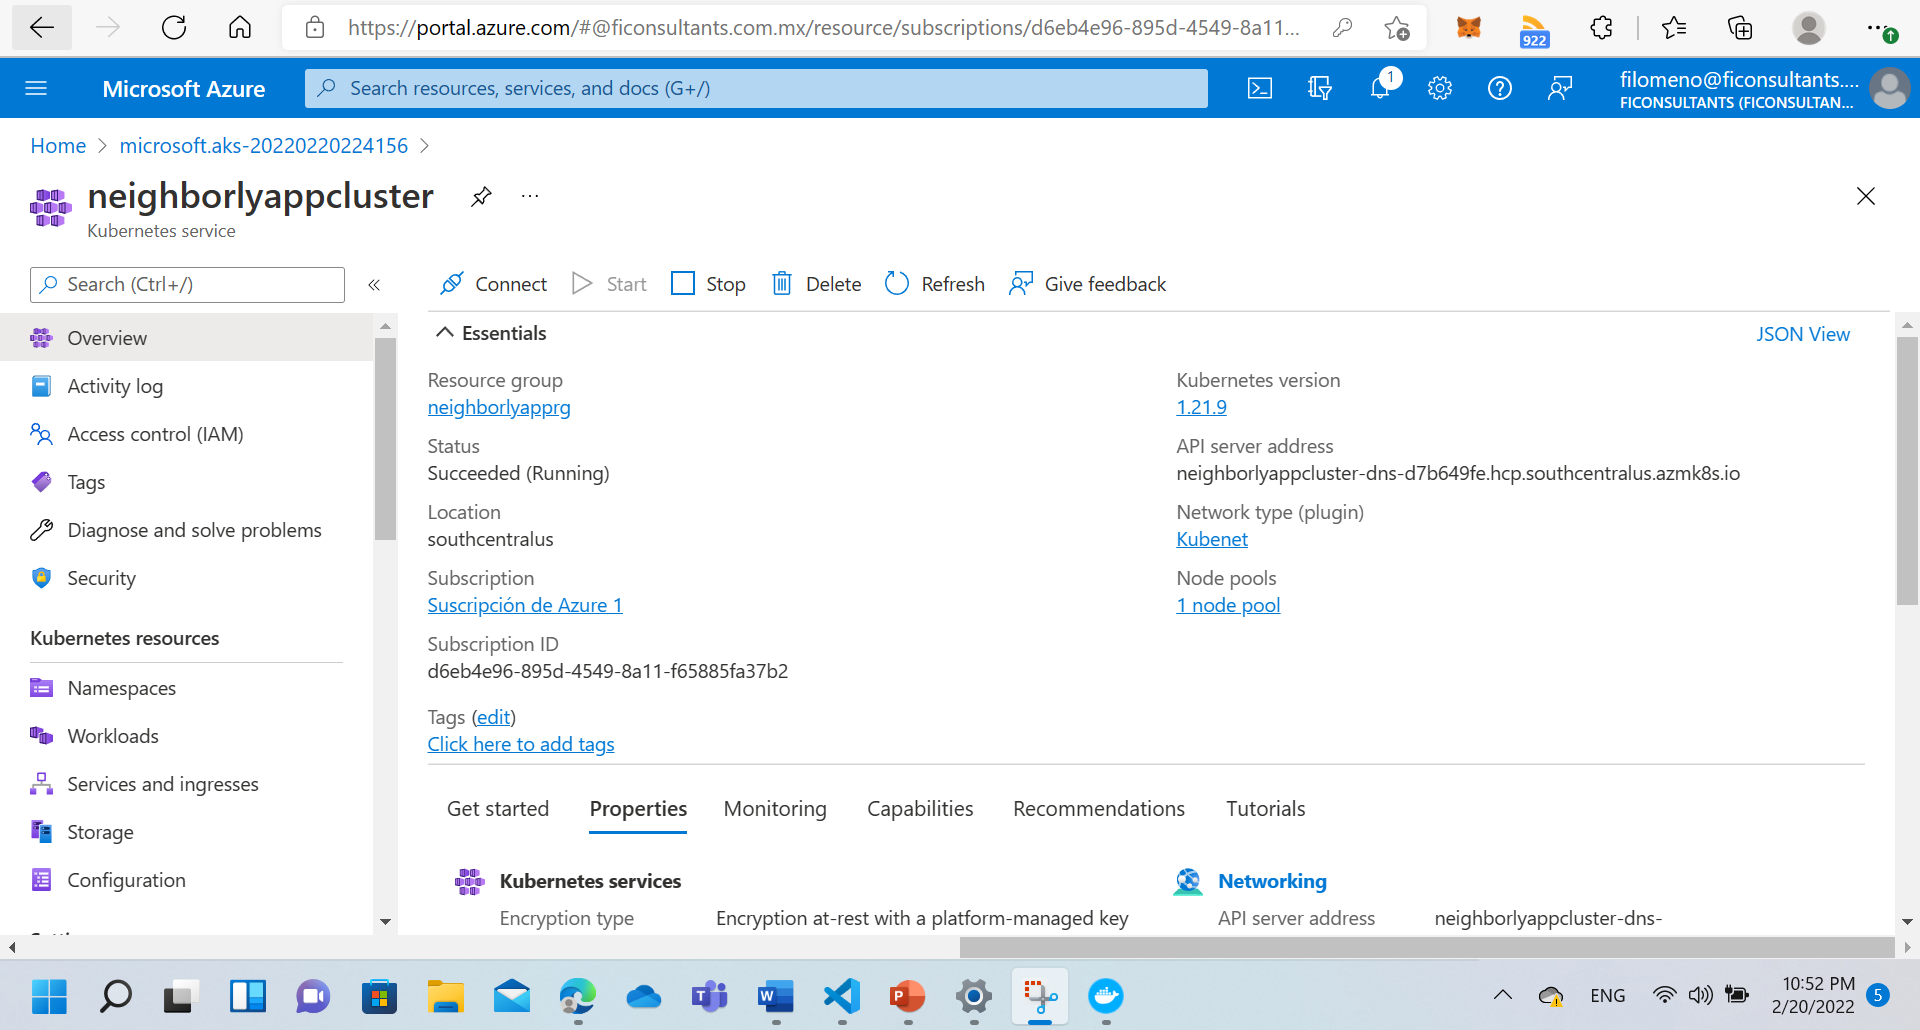 https://portal.azure.com/#@ficonsultants.com.mx/resource/subscriptions/d6eb4e96-895d-4549-8a11...
922
Microsoft Azure
Search resources, services, and docs (G+/)
1
filomeno@ficonsultants....
FICONSULTANTS (FICONSULTAN...
Home > microsoft.aks-20220220224156 >
neighborlyappcluster
...
Kubernetes service
Search (Ctrl+/)
«
Connect
Start
Stop
Delete
Refresh
Give feedback
Overview
Activity log
Access control (IAM)
Tags
Diagnose and solve problems
Security
Kubernetes resources
Namespaces
Workloads
Services and ingresses
Storage
Configuration
Essentials
JSON View
Resource group
neighborlyapprg
Status
Succeeded (Running)
Location
southcentralus
Subscription
Suscripción de Azure 1
Subscription ID
d6eb4e96-895d-4549-8a11-f65885fa37b2
Tags (edit)
Click here to add tags
Kubernetes version
1.21.9
API server address
neighborlyappcluster-dns-d7b649fe.hcp.southcentralus.azmk8s.io
Network type (plugin)
Kubenet
Node pools
1 node pool
Get started
Properties
Monitoring
Capabilities
Recommendations
Tutorials
Kubernetes services
Encryption type
Encryption at-rest with a platform-managed key
Networking
API server address
neighborlyappcluster-dns-
ENG
10:52 PM
2/20/2022
5